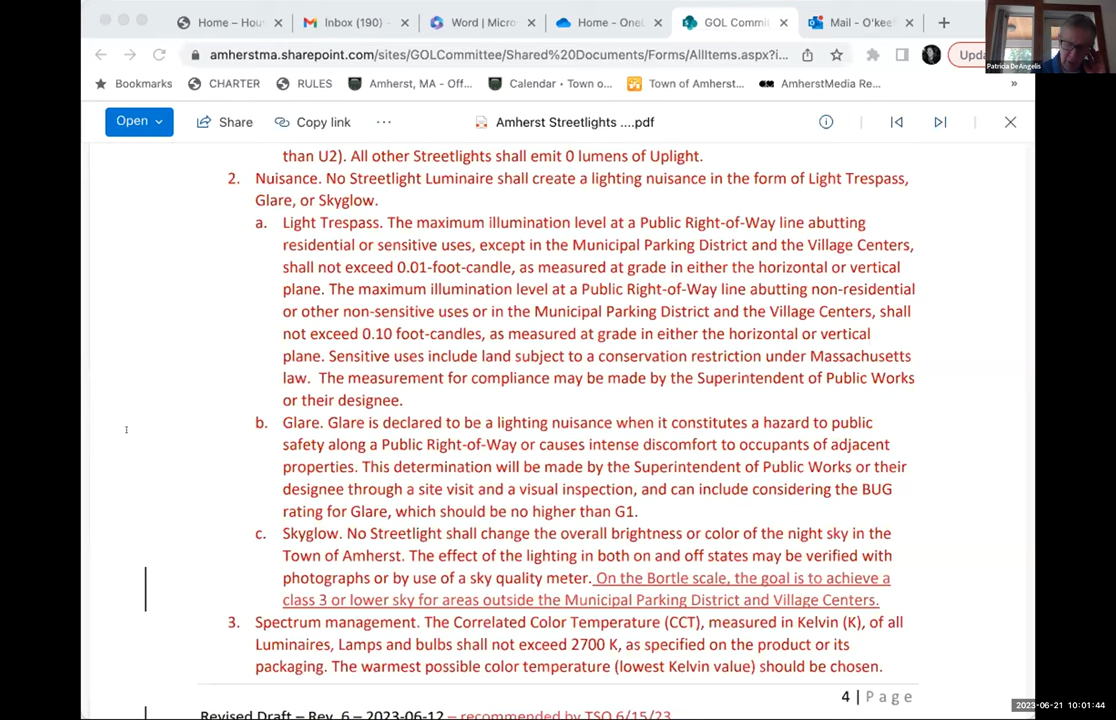 Home – Hou
Inbox (190) -
Word | Micro
Home - OneD
GOL Commi
Mail - O'kee
amherstma.sharepoint.com/sites/GOLCommittee/Shared%20Documents/Forms/AllItems.aspx?i...
Upd
Bookmarks
CHARTER
RULES
Amherst, MA - Off...
Calendar • Town o...
Town of Amherst...
AmherstMedia Re...
»
Patricia DeAngelis
Open
Share
Copy link
...
Amherst Streetlights ....pdf
than U2). All other Streetlights shall emit 0 lumens of Uplight.
2. Nuisance. No Streetlight Luminaire shall create a lighting nuisance in the form of Light Trespass,
Glare, or Skyglow.
a. Light Trespass. The maximum illumination level at a Public Right-of-Way line abutting
residential or sensitive uses, except in the Municipal Parking District and the Village Centers,
shall not exceed 0.01-foot-candle, as measured at grade in either the horizontal or vertical
plane. The maximum illumination level at a Public Right-of-Way line abutting non-residential
or other non-sensitive uses or in the Municipal Parking District and the Village Centers, shall
not exceed 0.10 foot-candles, as measured at grade in either the horizontal or vertical
plane. Sensitive uses include land subject to a conservation restriction under Massachusetts
law. The measurement for compliance may be made by the Superintendent of Public Works
or their designee.
b. Glare. Glare is declared to be a lighting nuisance when it constitutes a hazard to public
safety along a Public Right-of-Way or causes intense discomfort to occupants of adjacent
properties. This determination will be made by the Superintendent of Public Works or their
designee through a site visit and a visual inspection, and can include considering the BUG
rating for Glare, which should be no higher than G1.
c. Skyglow. No Streetlight shall change the overall brightness or color of the night sky in the
Town of Amherst. The effect of the lighting in both on and off states may be verified with
photographs or by use of a sky quality meter. On the Bortle scale, the goal is to achieve a
class 3 or lower sky for areas outside the Municipal Parking District and Village Centers.
3. Spectrum management. The Correlated Color Temperature (CCT), measured in Kelvin (K), of all
Luminaires, Lamps and bulbs shall not exceed 2700 K, as specified on the product or its
packaging. The warmest possible color temperature (lowest Kelvin value) should be chosen.
4 | Page
Revised Draft – Rev. 6 – 2023-06-12 – recommended by TSO 6/15/23
2023-06-21 10:01:44